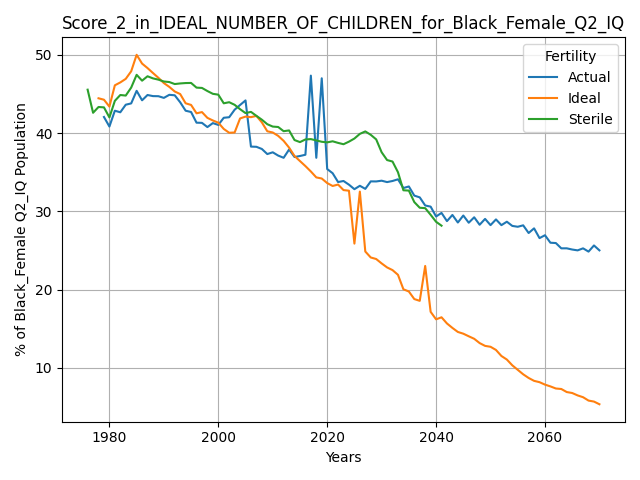 Score_2_in_IDEAL_NUMBER_OF_CHILDREN_for_Black_Female_Q2_IQ
% of Black_Female Q2_IQ Population
50
40
30
20
10
Fertility
Actual
Ideal
Sterile
1980
2000
2020
2040
2060
Years